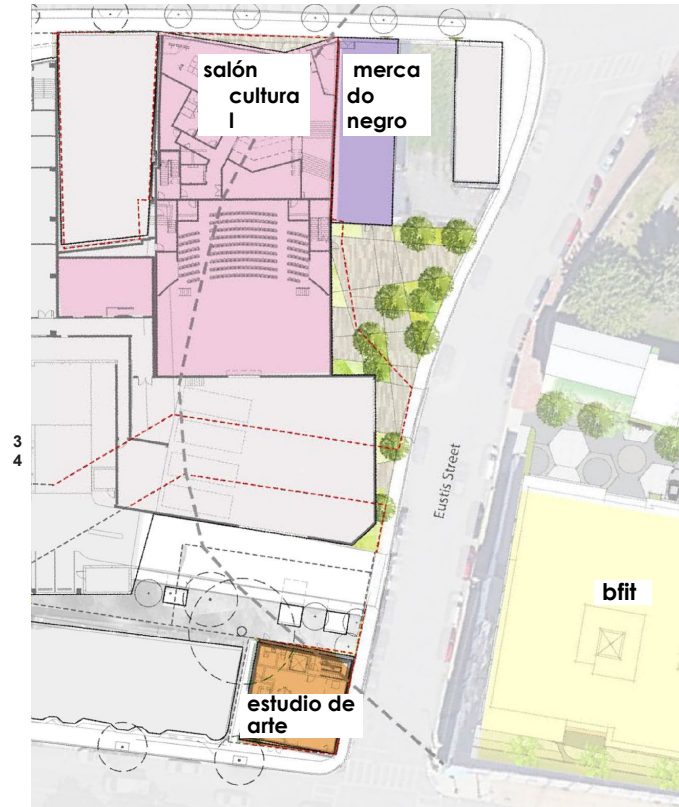 salón
cultura
l
merca
do
negro
3
4
Eustis Street
bfit
estudio de
arte